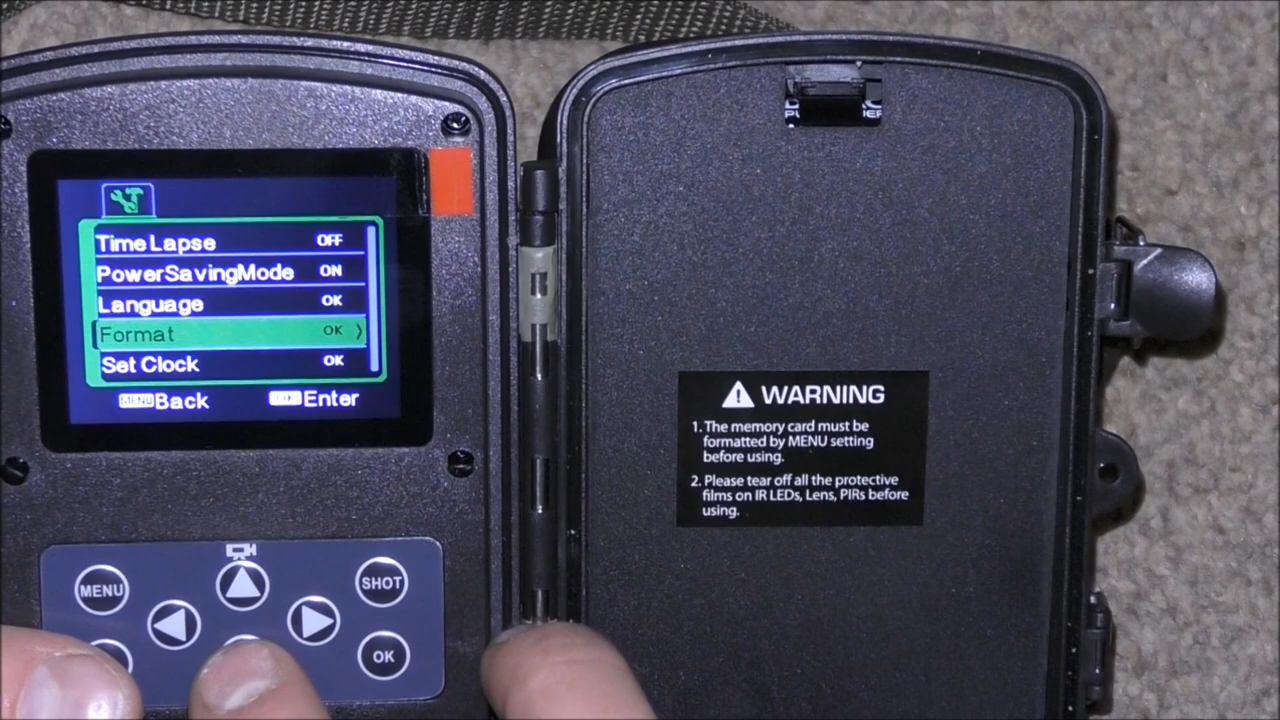 Time Lapse OFF
PowerSavingMode ON
Language OK
Format OK
Set Clock OK
MENU Back Enter
MENU
SHOT
OK
WARNING
1. The memory card must be
formatted by MENU setting
before using.
2. Please tear off all the protective
films on IR LEDs, Lens, PIRs before
using.